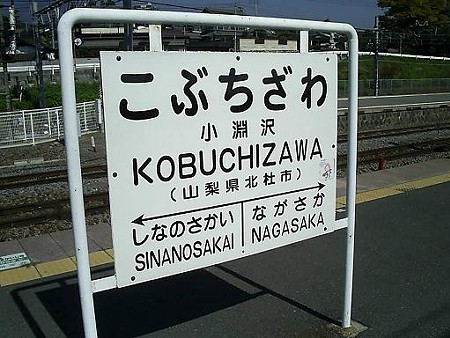 こぶちざわ
小淵沢
KOBUCHIZAWA
(山梨県北杜市)
しなのさかい ながさか
SINANOSAKAI NAGASAKA